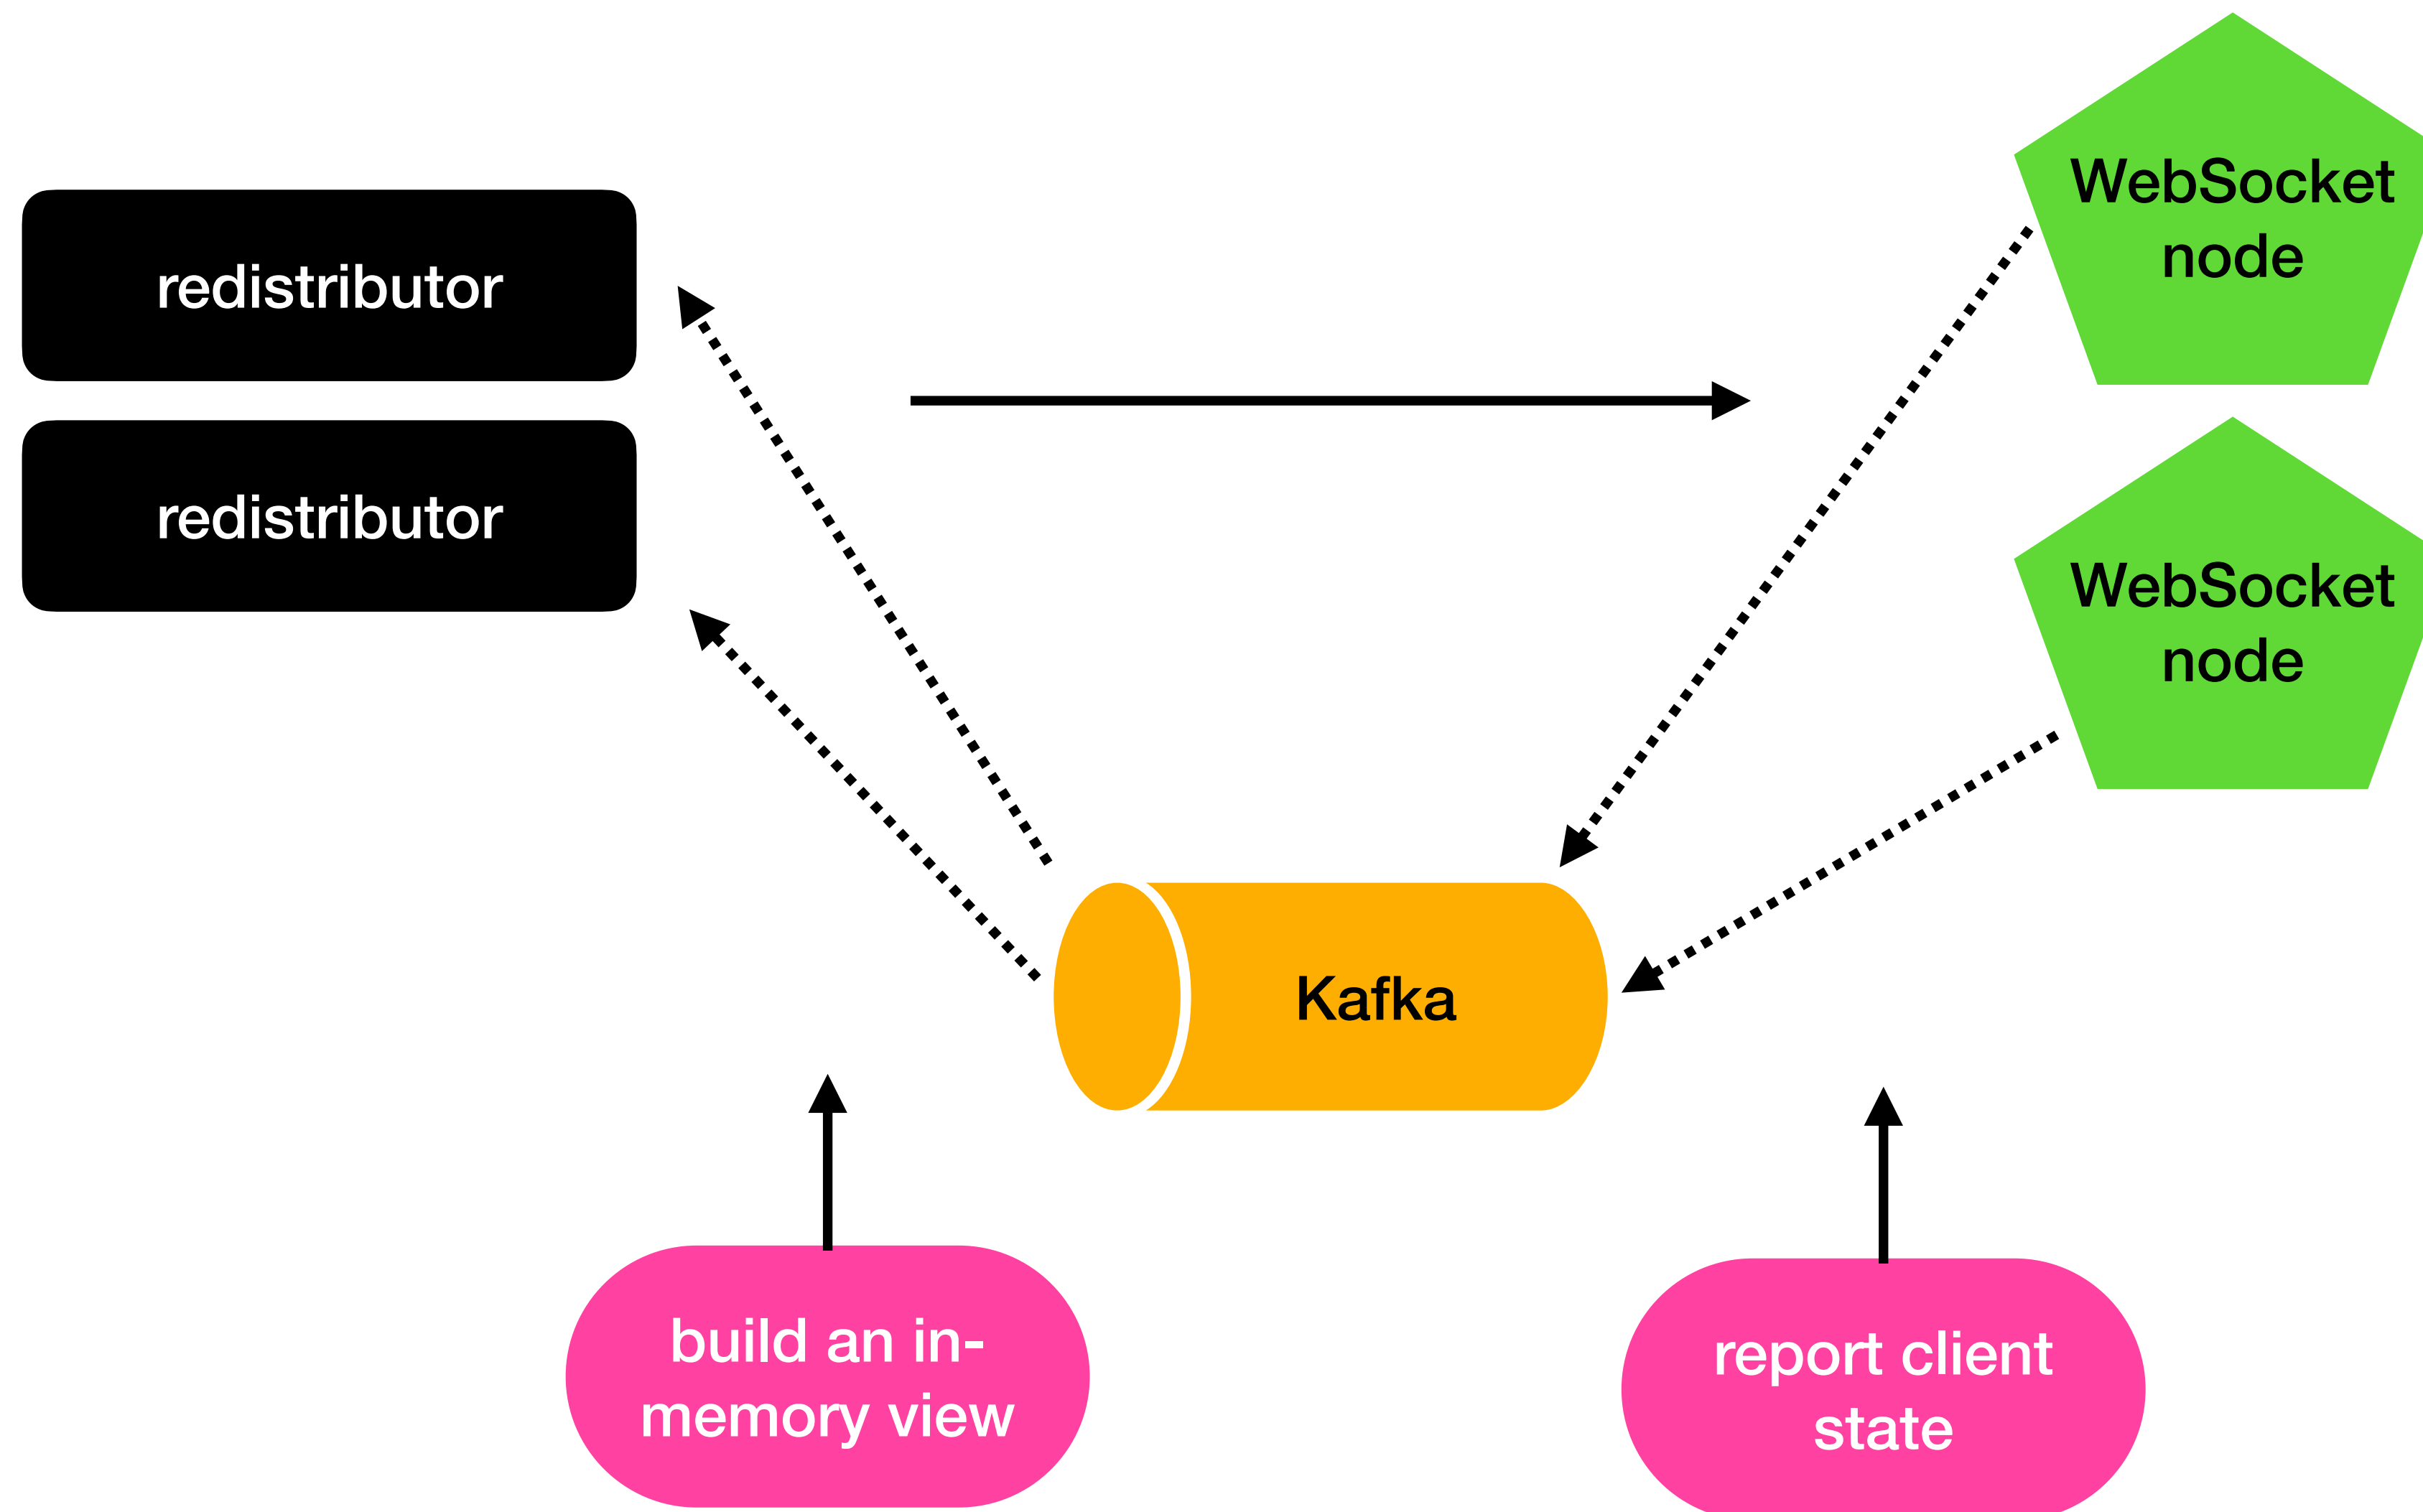 WebSocket
node
redistributor
redistributor
WebSocket
node
Kafka
build an in-
memory view
report client
state